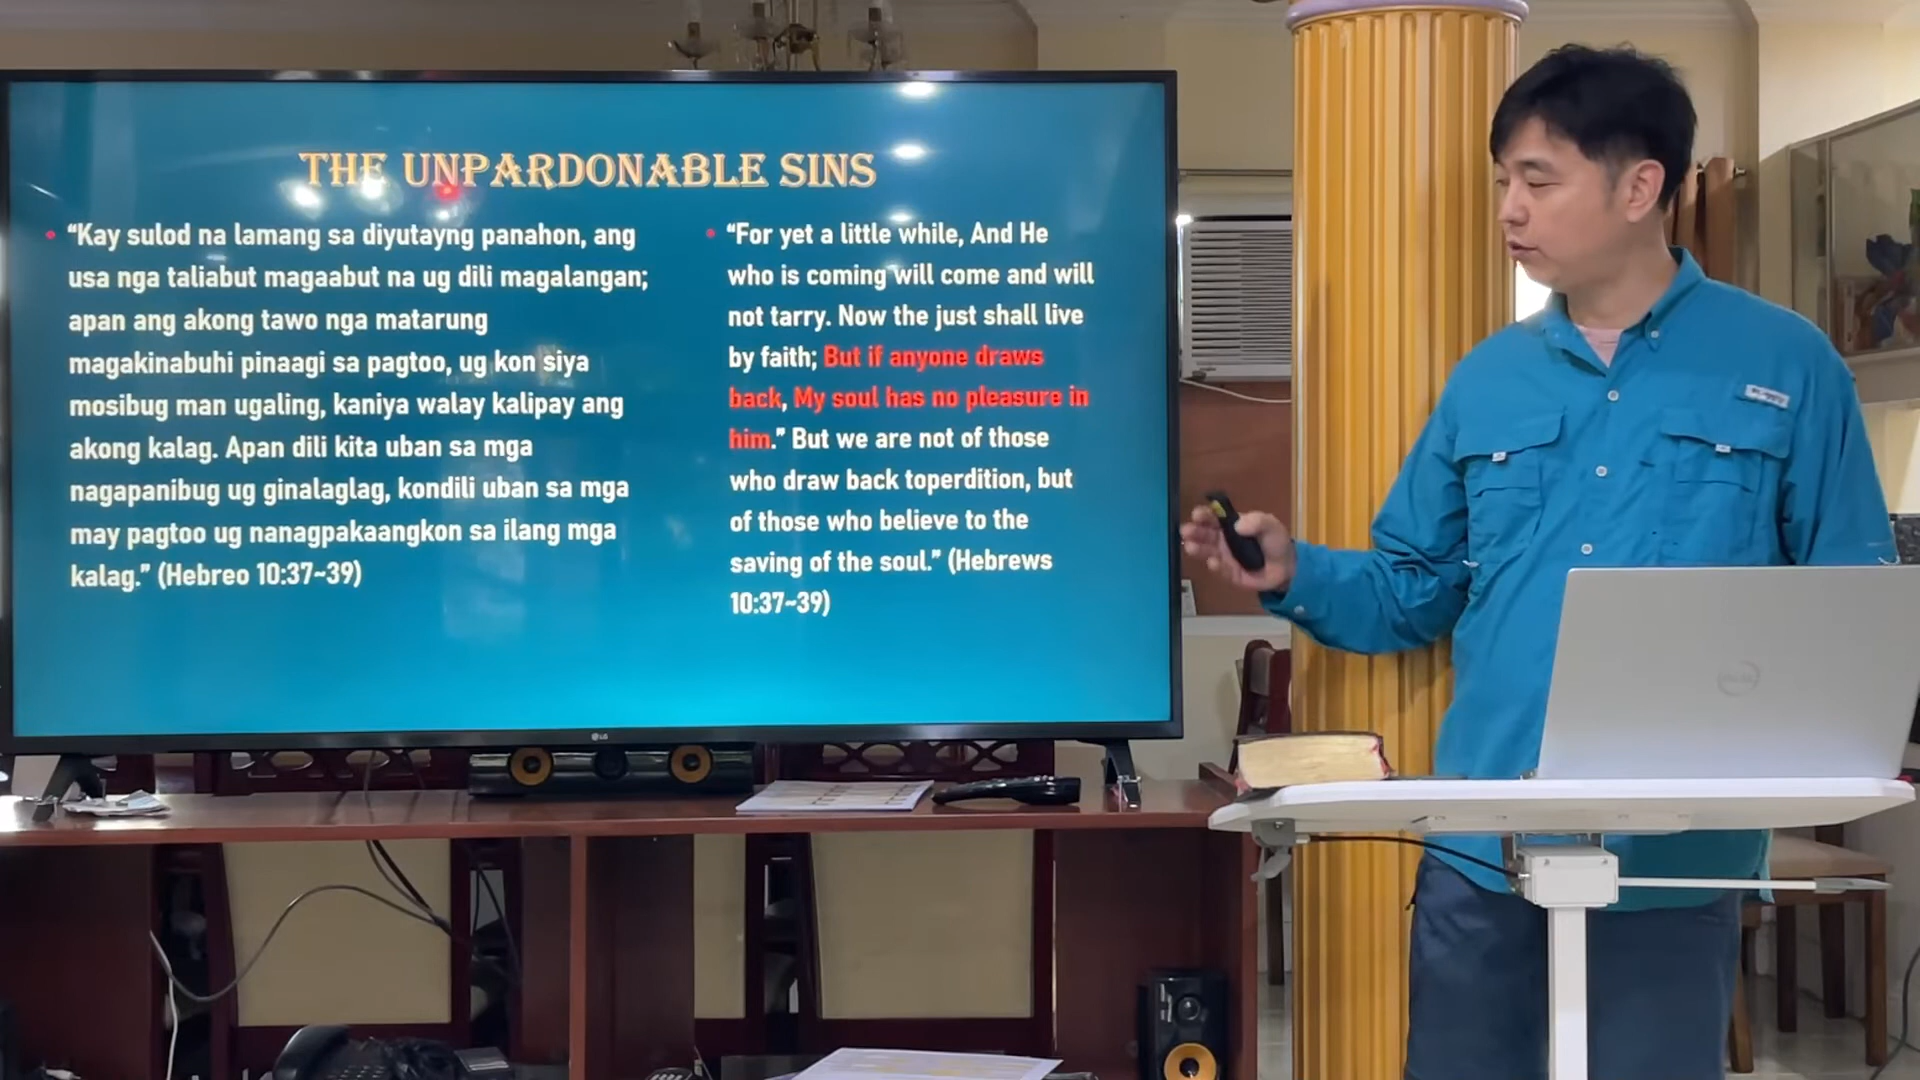 THE UNPARDONABLE SINS
“Kay sulod na lamang sa diyutayng panahon, ang
usa nga taliabut magaabut na ug dili magalangan;
apan ang akong tawo nga matarung
magakinabuhi pinaagi sa pagtoo, ug kon siya
mosibug man ugaling, kaniya walay kalipay ang
akong kalag. Apan dili kita uban sa mga
nagapanibug ug ginalaglag, kondili uban sa mga
may pagtoo ug nanagpakaangkon sa ilang mga
kalag.” (Hebreo 10:37~39)
“For yet a little while, And He
who is coming will come and will
not tarry. Now the just shall live
by faith; But if anyone draws
back, My soul has no pleasure in
him.” But we are not of those
who draw back toperdition, but
of those who believe to the
saving of the soul.” (Hebrews
10:37~39)
LG
DELL